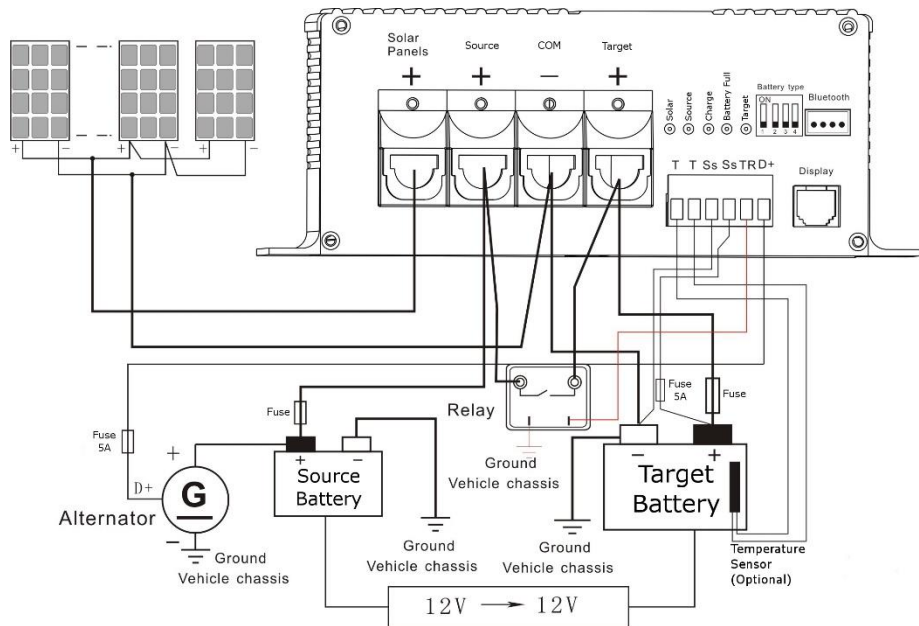 Solar
Panels
Source
COM
Target
+
+
−
+
Solar
Source
Charge
Battery Full
Target
Battery type
ON
1 2 3 4
Bluetooth
T T Ss Ss TR D+
Display
+ − + − + −
Relay
Ground
Vehicle chassis
Fuse
5A
Fuse
Fuse
Fuse
5A
D+
+
G
−
Alternator
Ground
Vehicle chassis
+ −
Source
Battery
Ground
Vehicle chassis
Ground
Vehicle chassis
− +
Target
Battery
Temperature
Sensor
(Optional)
12V → 12V